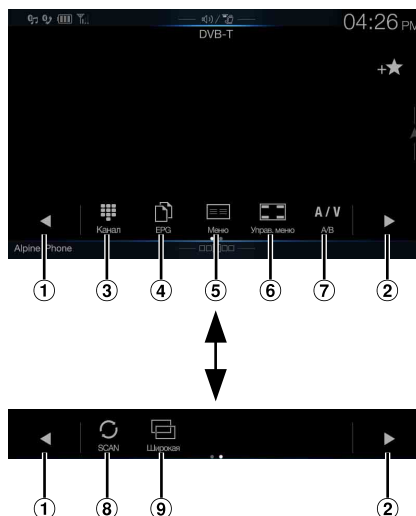 04:26 PM
DVB-T
+★
Канал EPG Меню Управ. меню A/V A/B
Alpine Phone
① ③ ④ ⑤ ⑥ ⑦ ②
SCAN Широкая
① ⑧ ⑨ ②